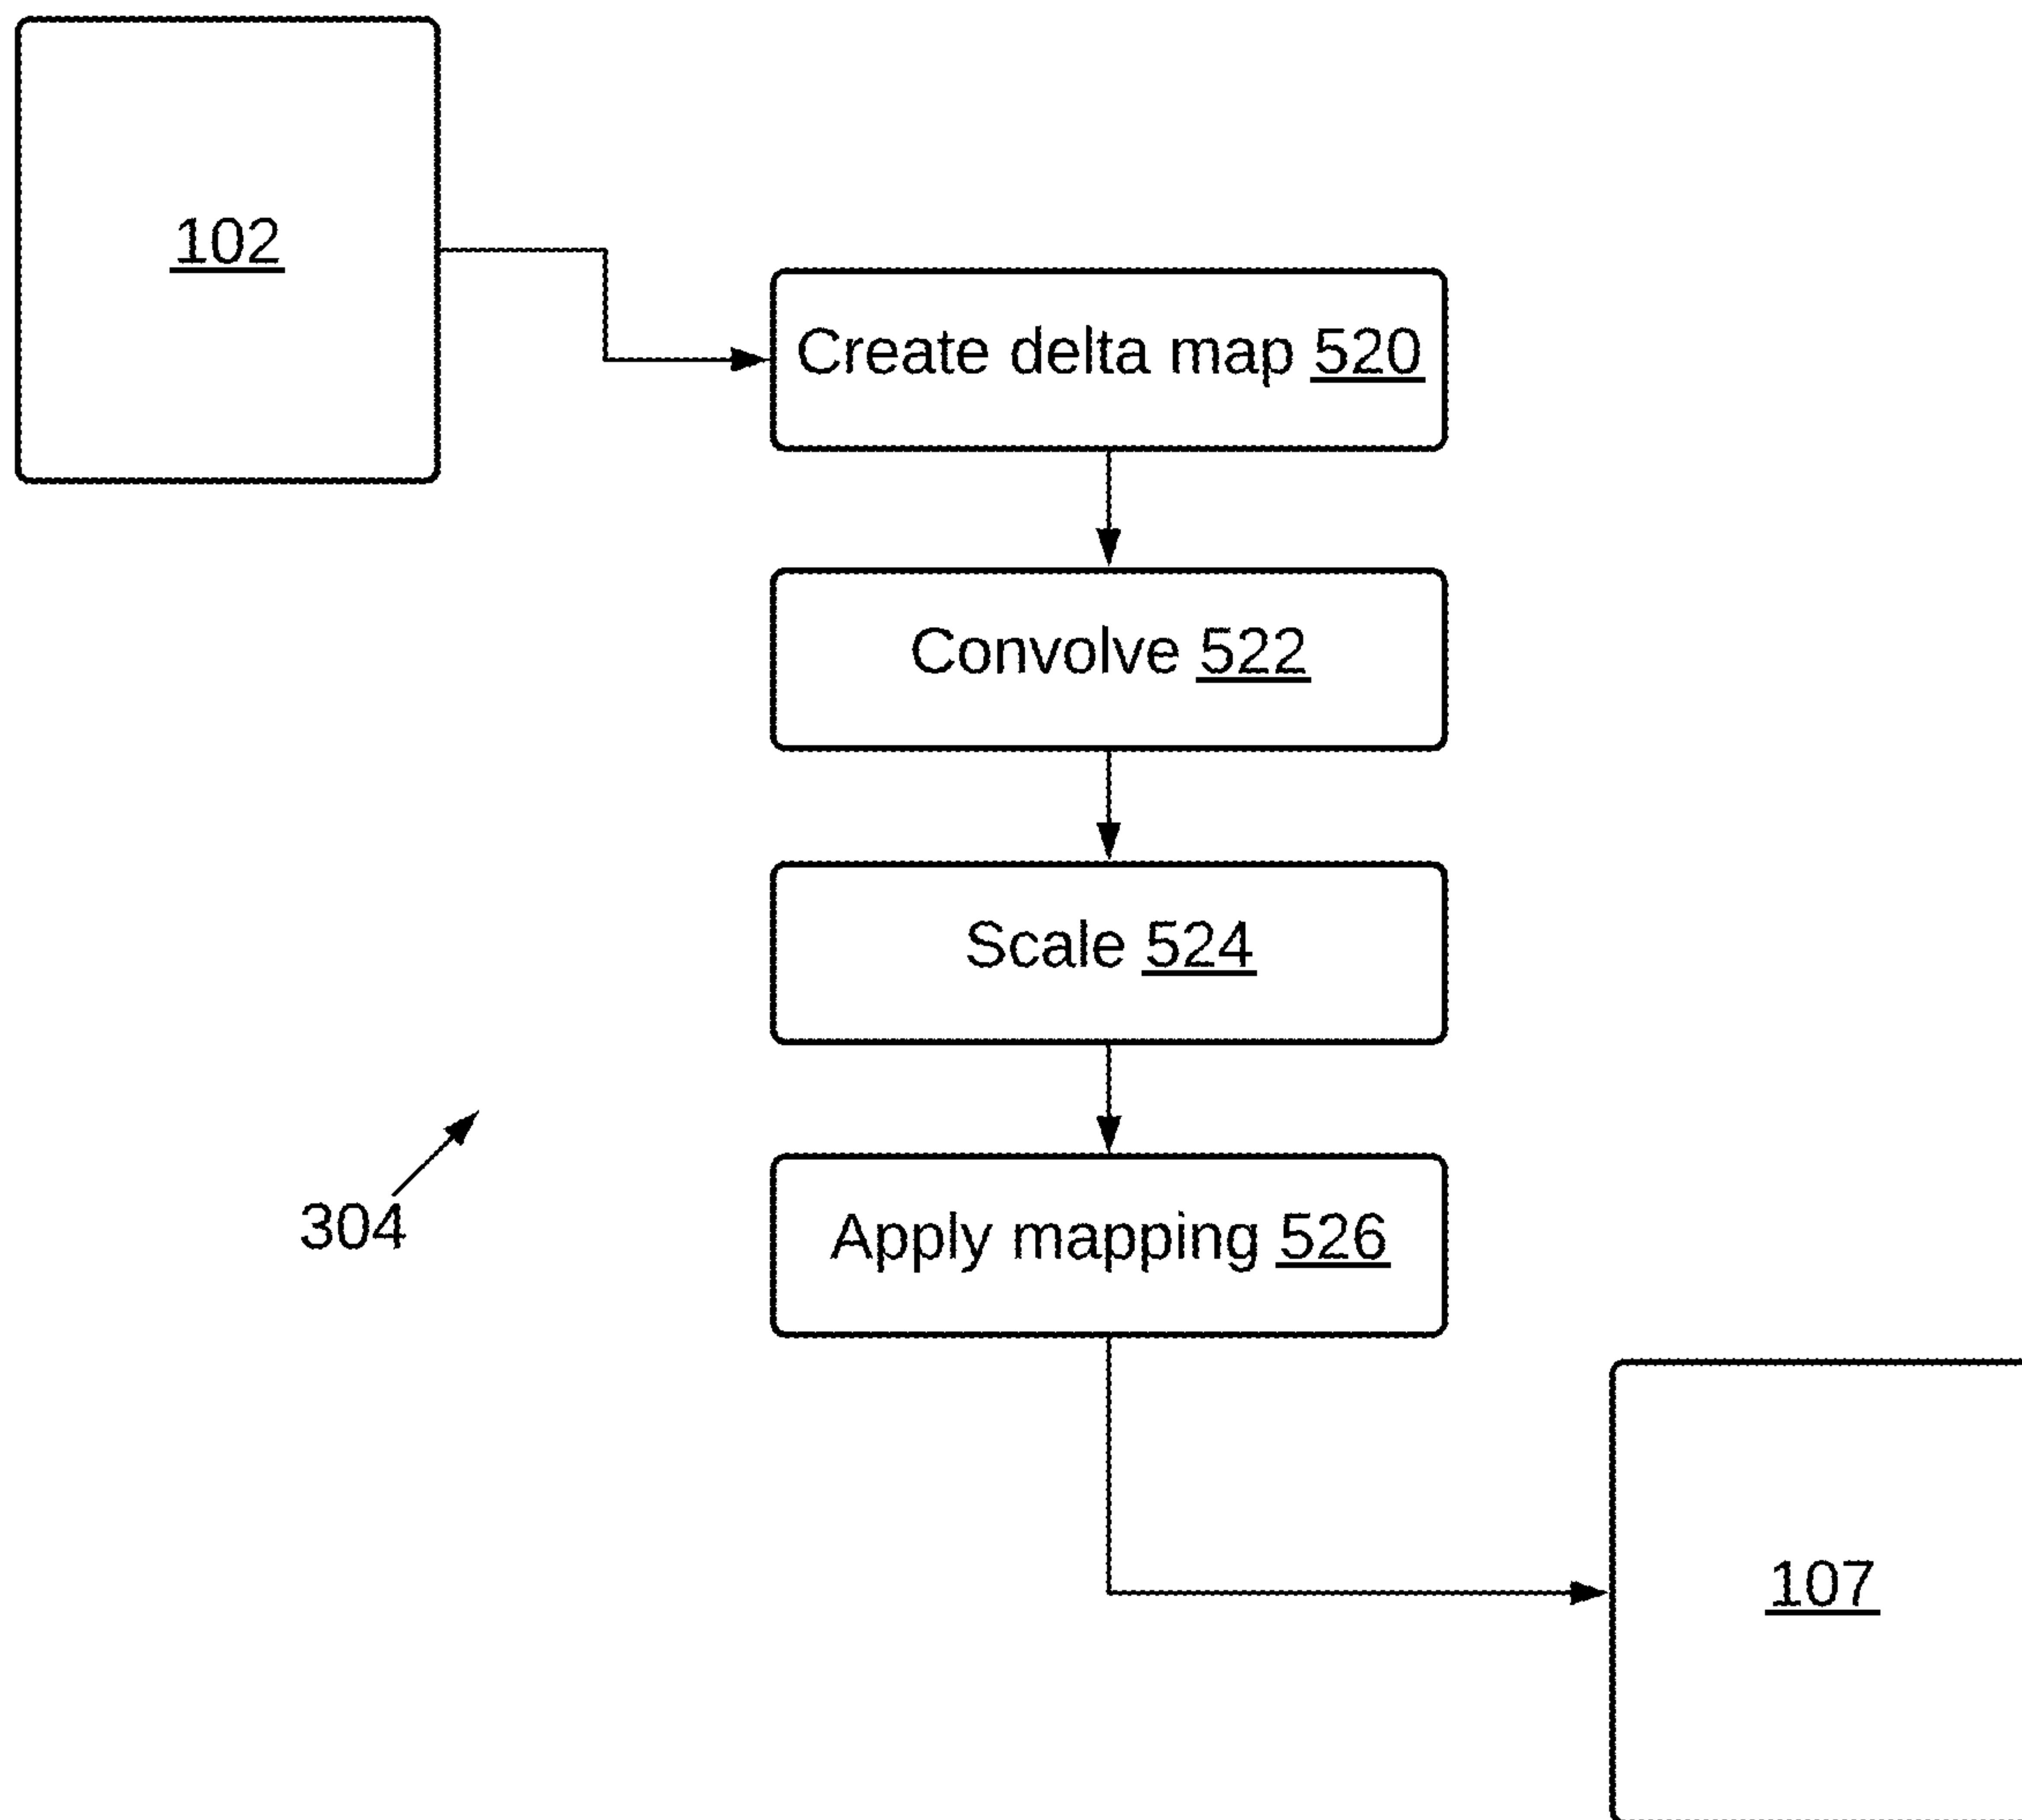 102
Create delta map 520
Convolve 522
Scale 524
Apply mapping 526
304
107